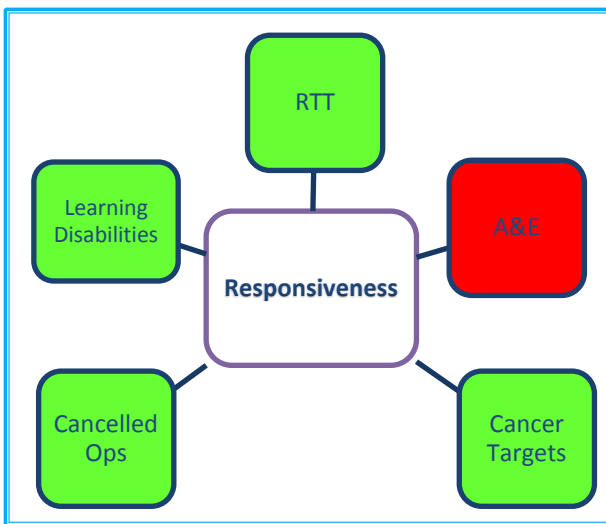 RTT
Learning
Disabilities
A&E
Responsiveness
Cancelled
Ops
Cancer
Targets